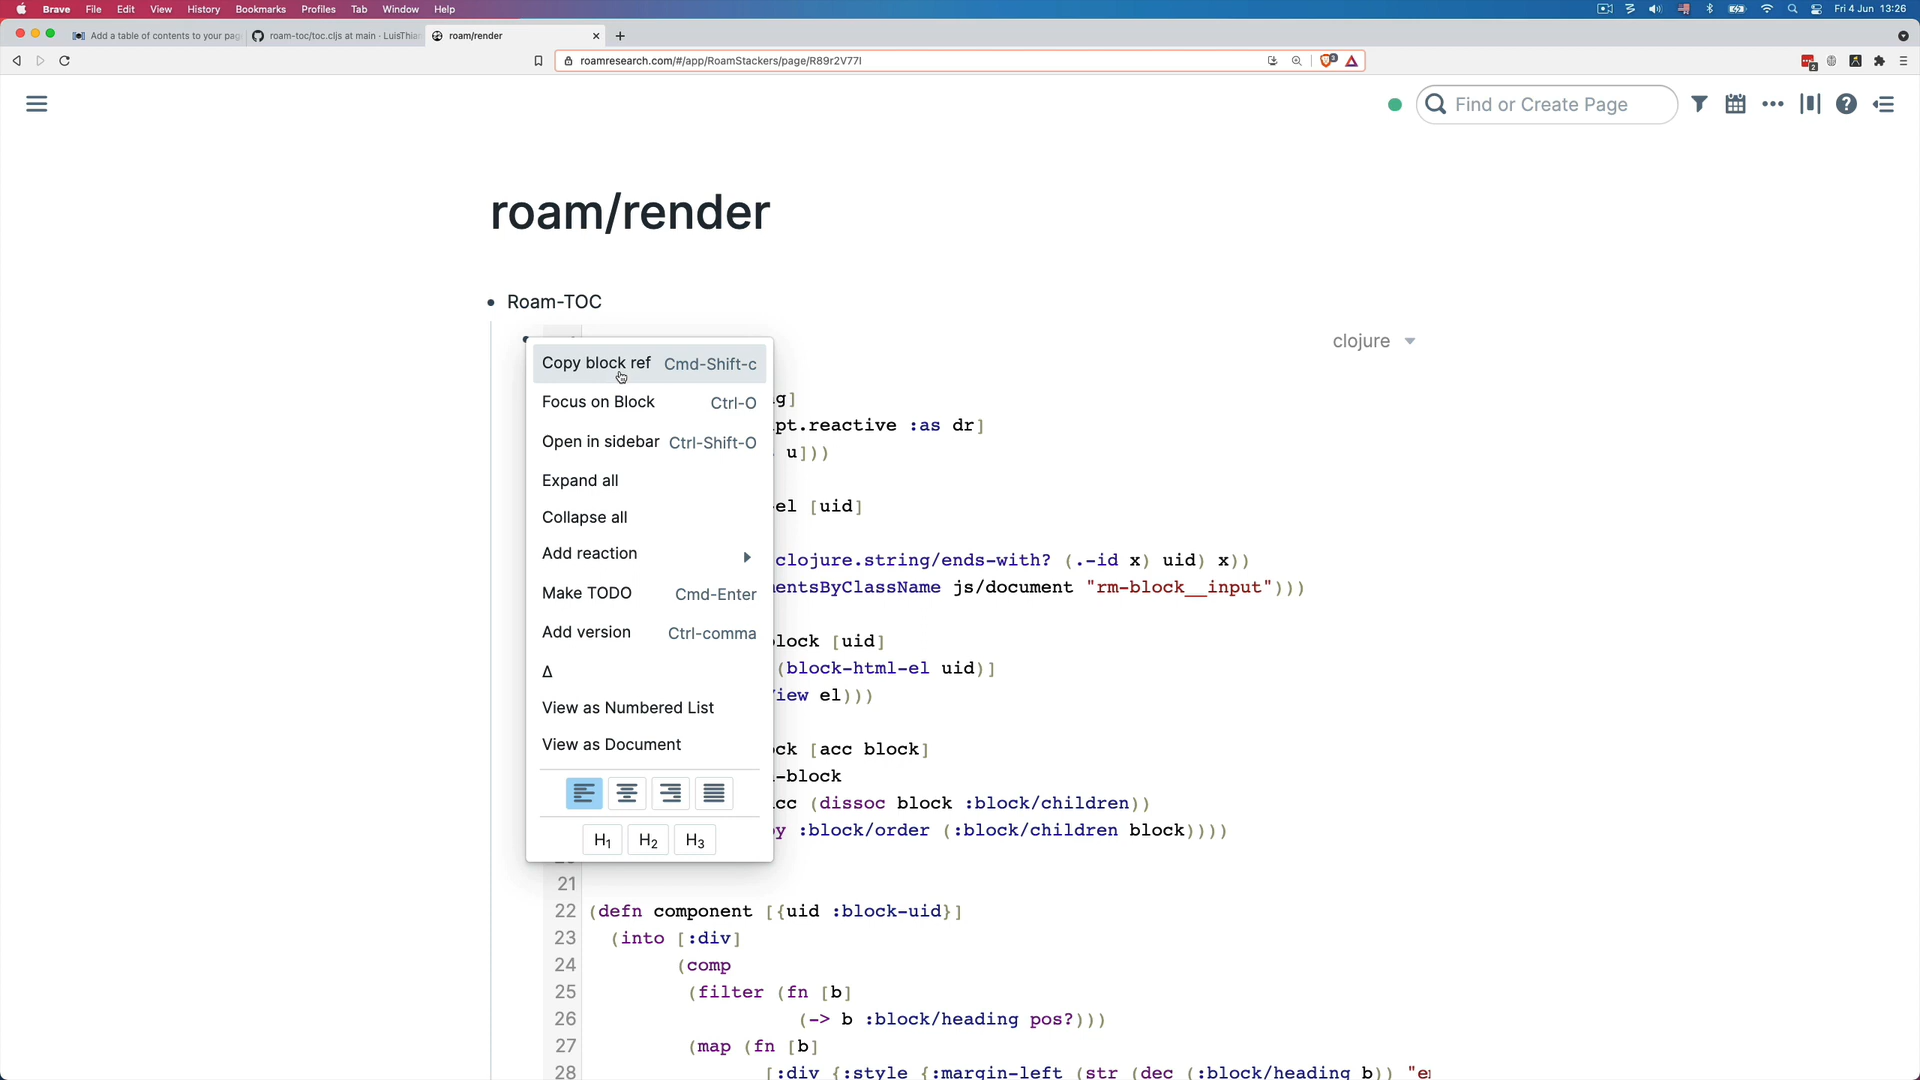 Brave File Edit View History Bookmarks Profiles Tab Window Help Fri 4 Jun 13:26
Add a table of contents to your pag roam-toc/toc.cljs at main · LuisThia roam/render
roamresearch.com/#/app/RoamStackers/page/R89r2V77I
Find or Create Page
roam/render
Roam-TOC
clojure
Copy block ref Cmd-Shift-c
Focus on Block Ctrl-O
Open in sidebar Ctrl-Shift-O
Expand all
Collapse all
Add reaction
Make TODO Cmd-Enter
Add version Ctrl-comma
Δ
View as Numbered List
View as Document
H1 H2 H3
g]
pt.reactive :as dr]
u]))
el [uid]
clojure.string/ends-with? (.-id x) uid) x))
entsByClassName js/document "rm-block__input")))
lock [uid]
(block-html-el uid)]
iew el)))
ck [acc block]
-block
cc (dissoc block :block/children))
y :block/order (:block/children block))))
21
22 (defn component [{uid :block-uid}]
23 (into [:div]
24 (comp
25 (filter (fn [b]
26 (-> b :block/heading pos?)))
27 (map (fn [b]
28 [:div {:style {:margin-left (str (dec (:block/heading b)) "e